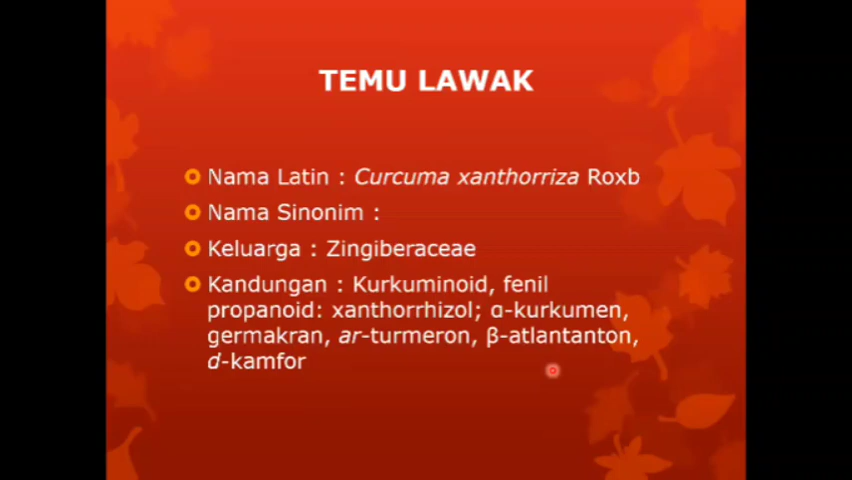 TEMU LAWAK
Nama Latin : Curcuma xanthorriza Roxb
Nama Sinonim :
Keluarga : Zingiberaceae
Kandungan : Kurkuminoid, fenil
propanoid: xanthorrhizol; α-kurkumen,
germakran, ar-turmeron, β-atlantanton,
d-kamfor